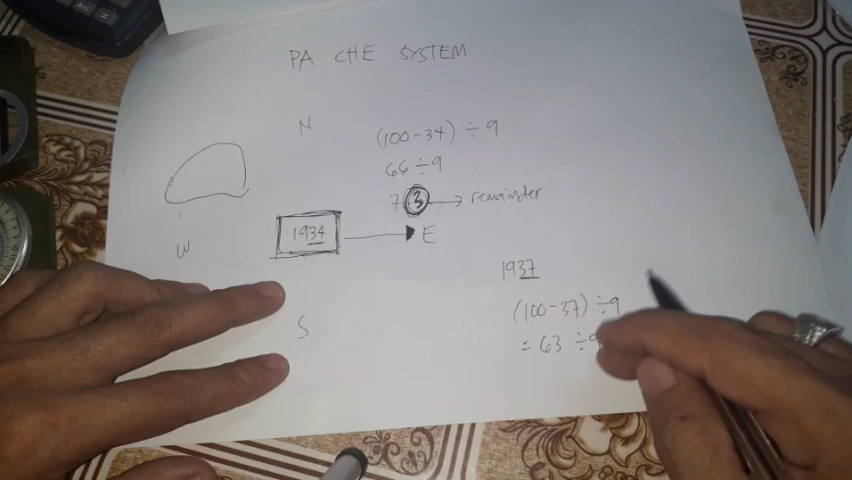 PA CHE SYSTEM
N
(100-34) ÷ 9
66 ÷ 9
7 3 → remainder
W
1934 → E
1937
(100-37) ÷ 9
S
= 63 ÷ 9